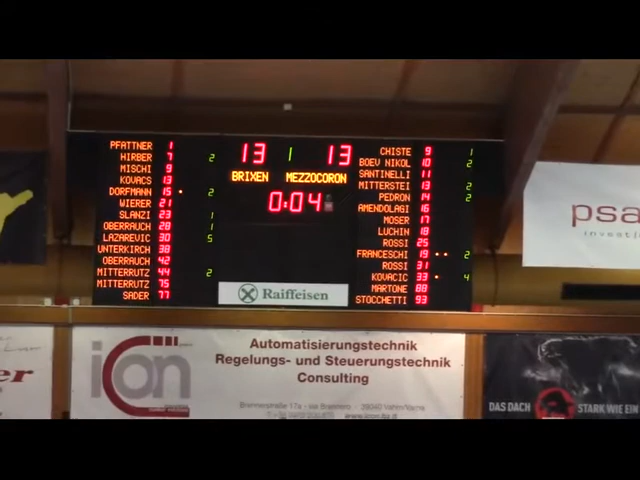 PFATTNER 1
HIRBER 7 2
MISCHI 9
KOVACS 13
DORFMANN 15 2
WIERER 21
SLANZI 23 1
OBERRAUCH 28 1
LAZAREVIC 30 5
UNTERKIRCH 38
OBERRAUCH 42
MITTERRUTZ 44 2
MITTERRUTZ 75
SADER 77
13 1 13
BRIXEN MEZZOCORON
0:04
CHISTE 9 1
BOEV NIKOL 10 2
SANTINELLI 11
MITTERSTEI 13 2
PEDRON 14 2
AMENDOLAGI 16
MOSER 17
LUCHIN 18
ROSSI 25
FRANCESCHI 19 2
ROSSI 31
KOVACIC 33 4
MARTONE 88
STOCCHETTI 93
Raiffeisen
psa
investi
er
icon
Automatisierungstechnik
Regelungs- und Steuerungstechnik
Consulting
DAS DACH STARK WIE EIN